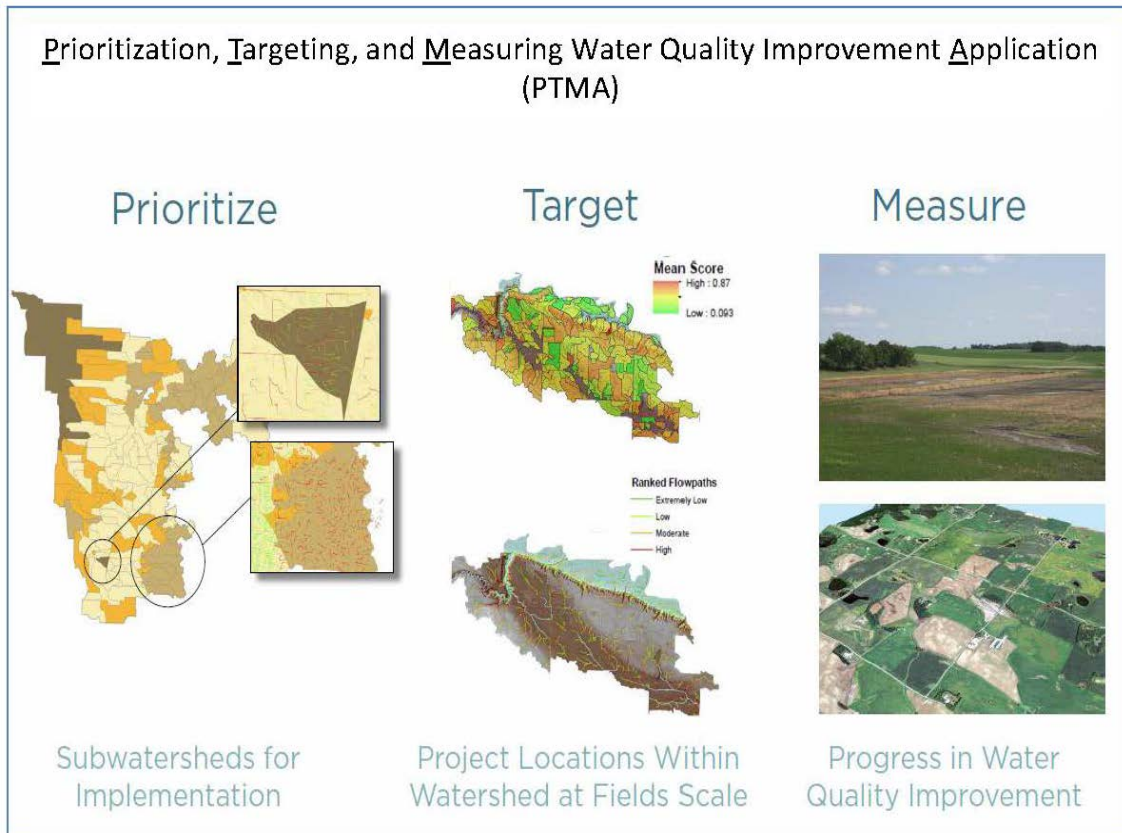 Prioritization, Targeting, and Measuring Water Quality Improvement Application
(PTMA)
Prioritize
Target
Measure
Mean Score
High : 0.87
Low : 0.093
Ranked Flowpaths
Extremely Low
Low
Moderate
High
Subwatersheds for
Implementation
Project Locations Within
Watershed at Fields Scale
Progress in Water
Quality Improvement